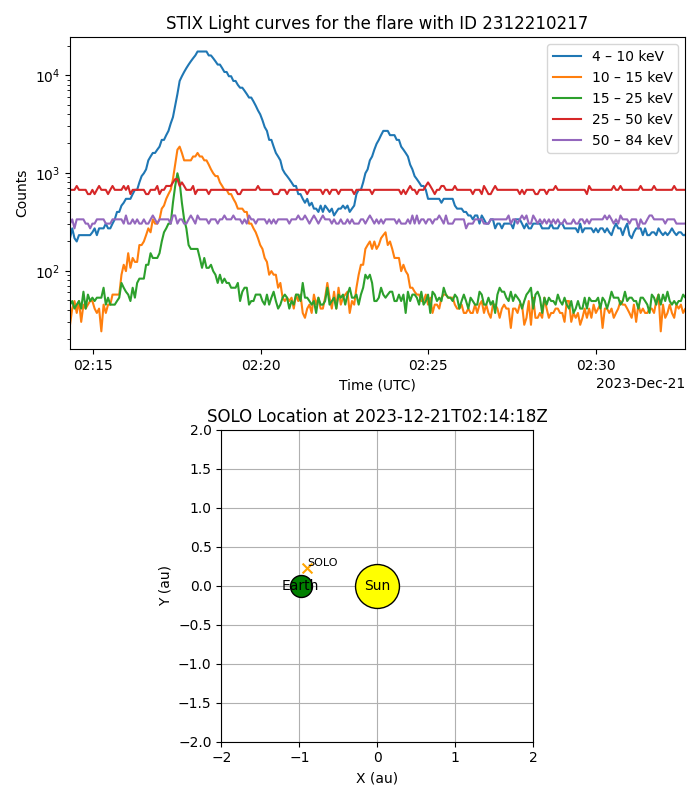 STIX Light curves for the flare with ID 2312210217
4 – 10 keV
10 – 15 keV
15 – 25 keV
25 – 50 keV
50 – 84 keV
10⁴
10³
10²
Counts
02:15 02:20 02:25 02:30
Time (UTC)
2023-Dec-21
SOLO Location at 2023-12-21T02:14:18Z
2.0
1.5
1.0
0.5
0.0
−0.5
−1.0
−1.5
−2.0
Y (au)
SOLO
Earth
Sun
−2 −1 0 1 2
X (au)